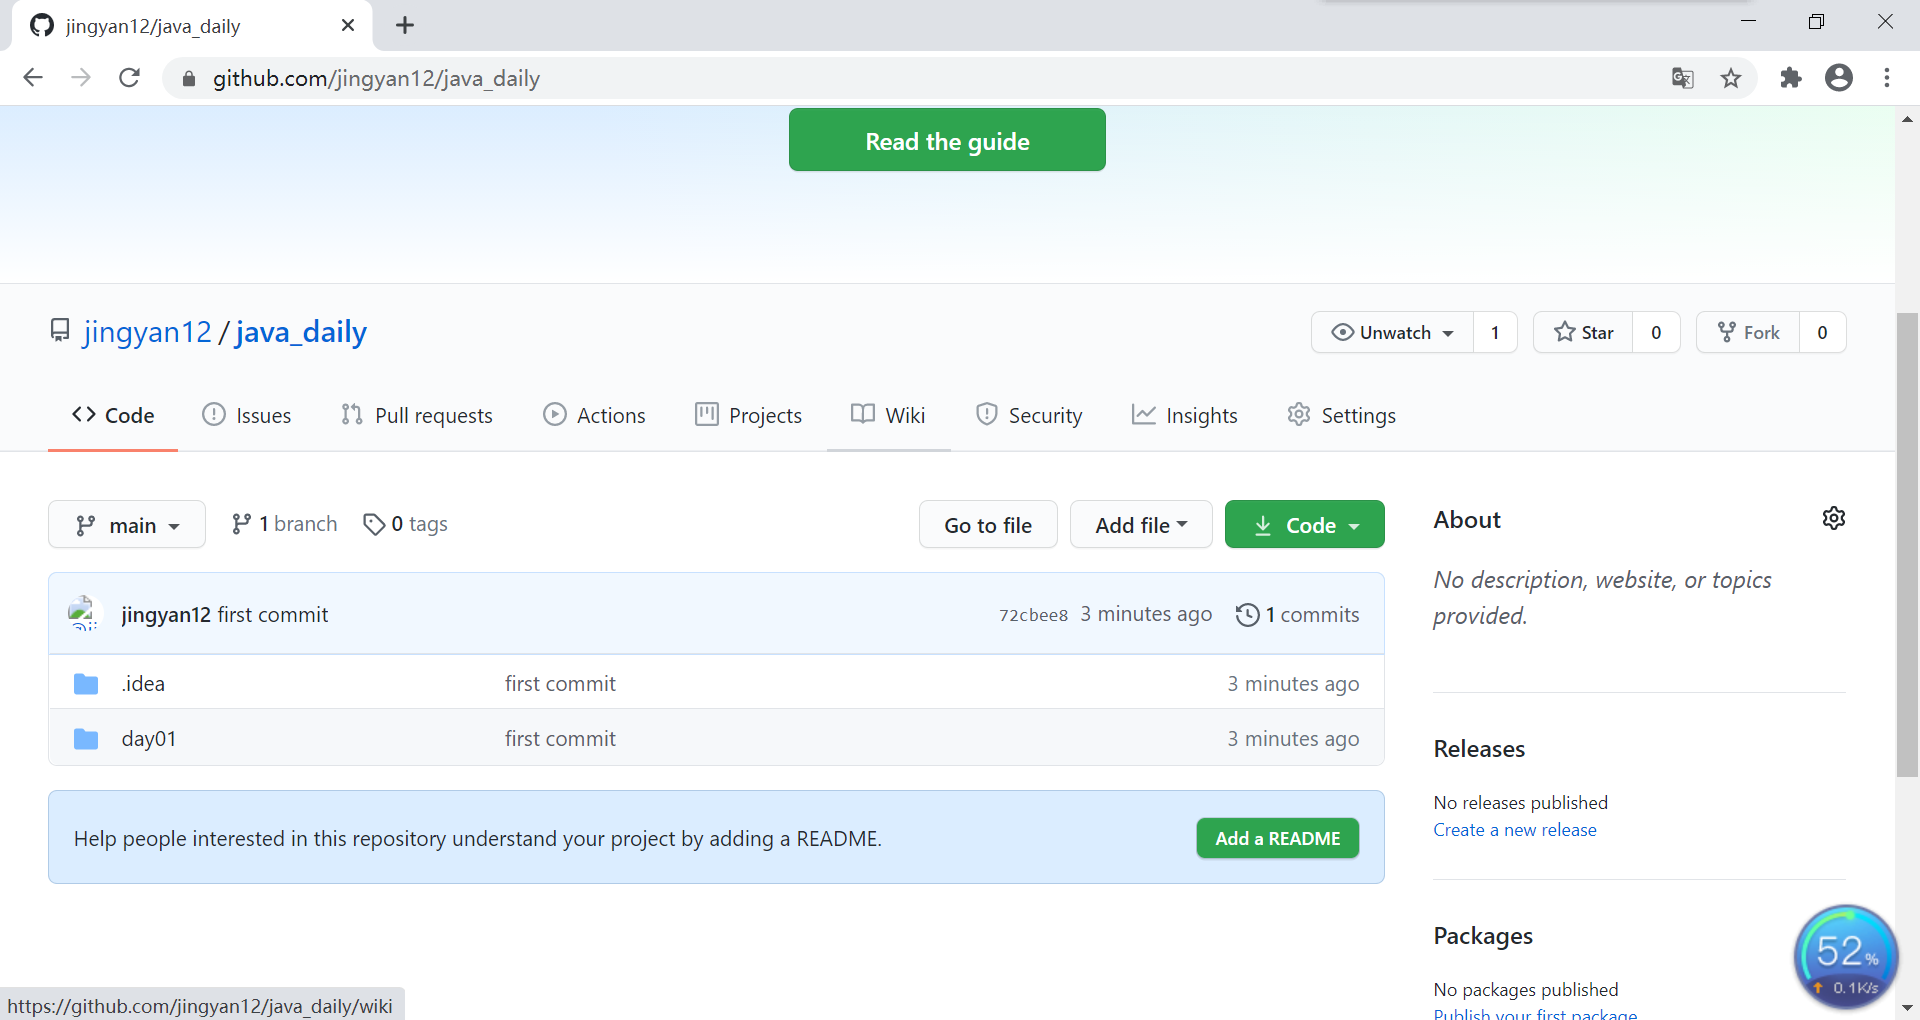 jingyan12/java_daily
github.com/jingyan12/java_daily
Read the guide
jingyan12 / java_daily
Unwatch 1 Star 0 Fork 0
Code Issues Pull requests Actions Projects Wiki Security Insights Settings
main 1 branch 0 tags Go to file Add file Code
jingyan12 first commit 72cbee8 3 minutes ago 1 commits
.idea first commit 3 minutes ago
day01 first commit 3 minutes ago
Help people interested in this repository understand your project by adding a README. Add a README
About
No description, website, or topics
provided.
Releases
No releases published
Create a new release
Packages
No packages published
Publish your first package
52%
0.1K/s
https://github.com/jingyan12/java_daily/wiki